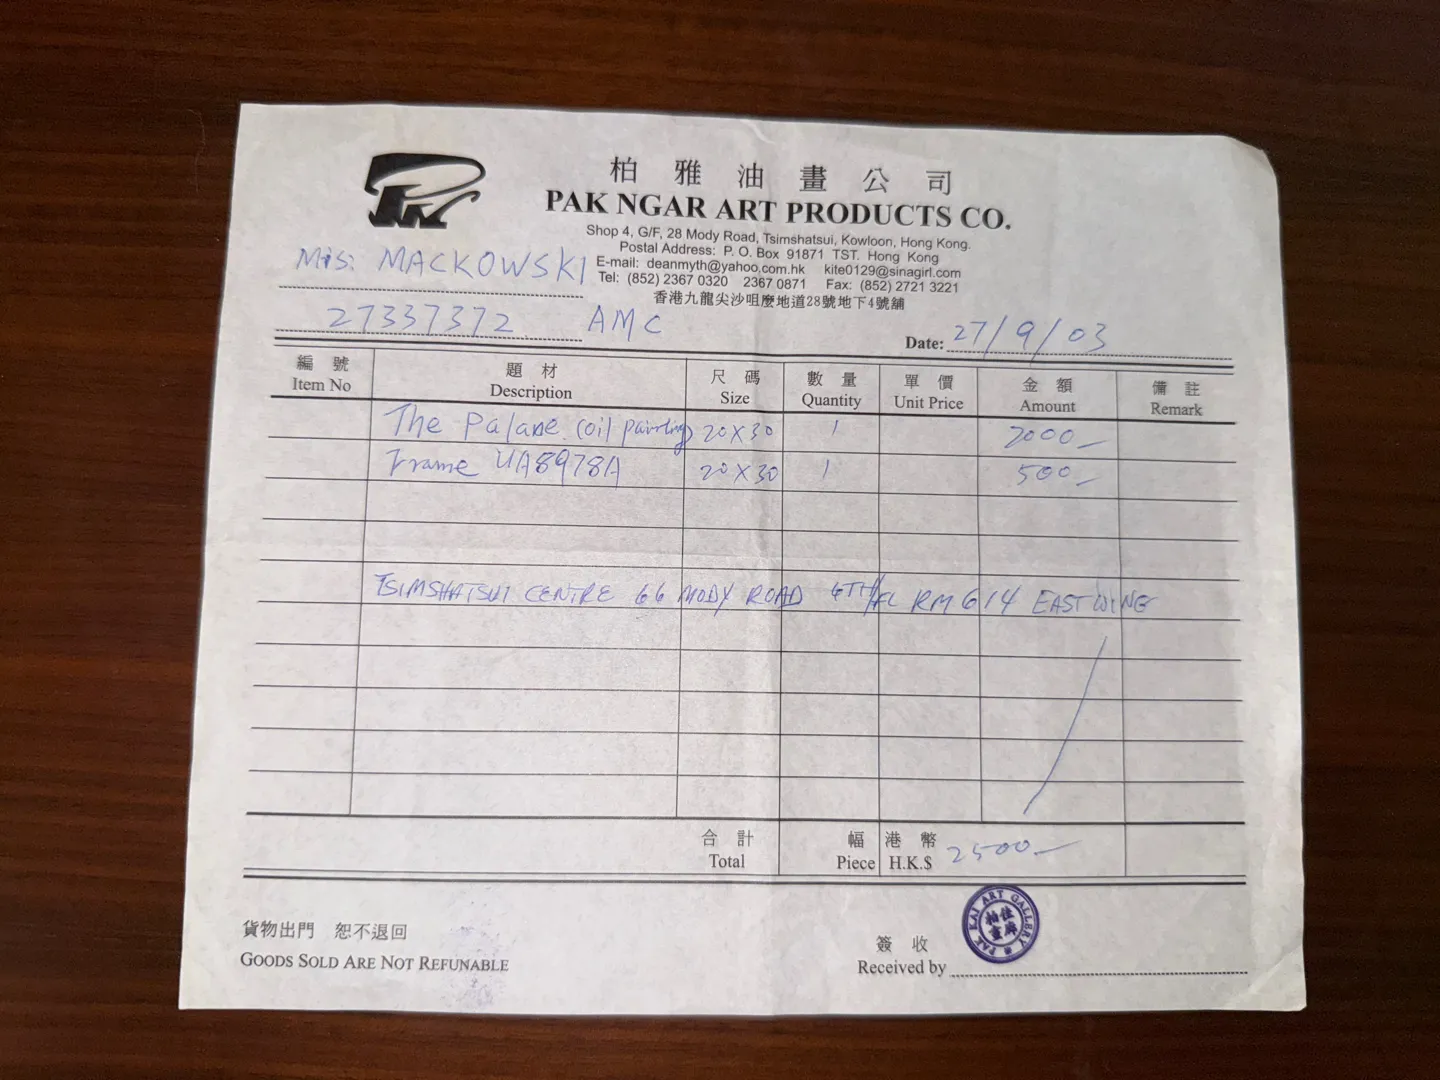 柏雅油畫公司
PAK NGAR ART PRODUCTS CO.
Shop 4, G/F, 28 Mody Road, Tsimshatsui, Kowloon, Hong Kong.
Postal Address: P. O. Box 91871 TST. Hong Kong
E-mail: deanmyth@yahoo.com.hk kite0129@sinagirl.com
Tel: (852) 2367 0320 2367 0871 Fax: (852) 2721 3221
香港九龍尖沙咀麼地道28號地下4號舖
MACKOWSKI
27337372 AMC
Date: 27/9/03
編號 題材 尺碼 數量 單價 金額 備註
Item No Description Size Quantity Unit Price Amount Remark
The (oil painting) 20X30 1 2000-
Frame UA8978A 20X30 1 500-
TSIMSHATSUI CENTRE 66 MODY ROAD 6TH/FL RM 614 EAST WING
合計 幅 港幣
Total Piece H.K.$ 2500-
貨物出門 恕不退回
GOODS SOLD ARE NOT REFUNABLE
簽收
Received by
PAK KAI ART GALLERY